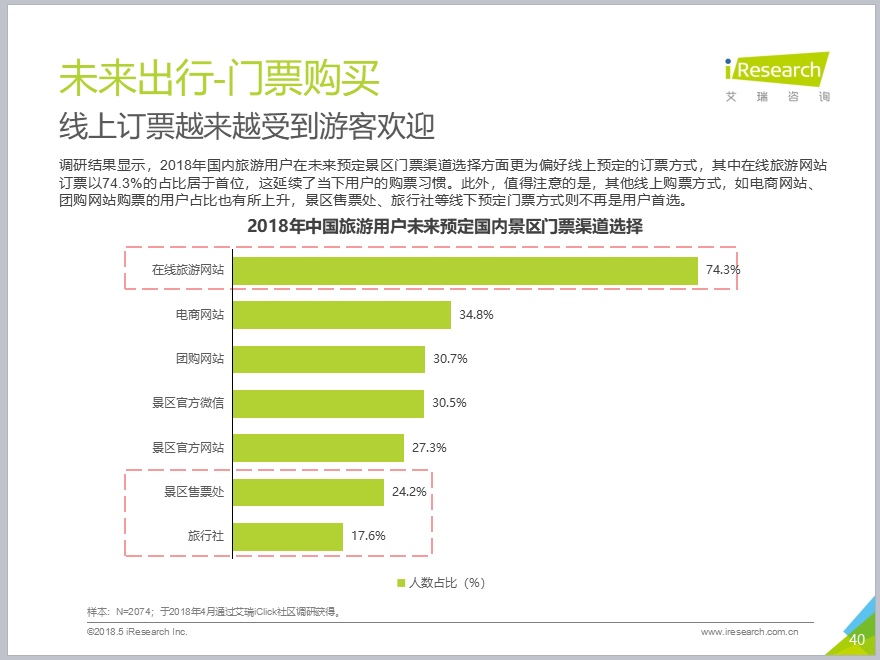 未来出行-门票购买
iResearch
艾瑞咨询
线上订票越来越受到游客欢迎
调研结果显示，2018年国内旅游用户在未来预定景区门票渠道选择方面更为偏好线上预定的订票方式，其中在线旅游网站
订票以74.3%的占比居于首位，这延续了当下用户的购票习惯。此外，值得注意的是，其他线上购票方式，如电商网站、
团购网站购票的用户占比也有所上升，景区售票处、旅行社等线下预定门票方式则不再是用户首选。
2018年中国旅游用户未来预定国内景区门票渠道选择
在线旅游网站 74.3%
电商网站 34.8%
团购网站 30.7%
景区官方微信 30.5%
景区官方网站 27.3%
景区售票处 24.2%
旅行社 17.6%
人数占比（%）
样本：N=2074；于2018年4月通过艾瑞iClick社区调研获得。
©2018.5 iResearch Inc. www.iresearch.com.cn
40